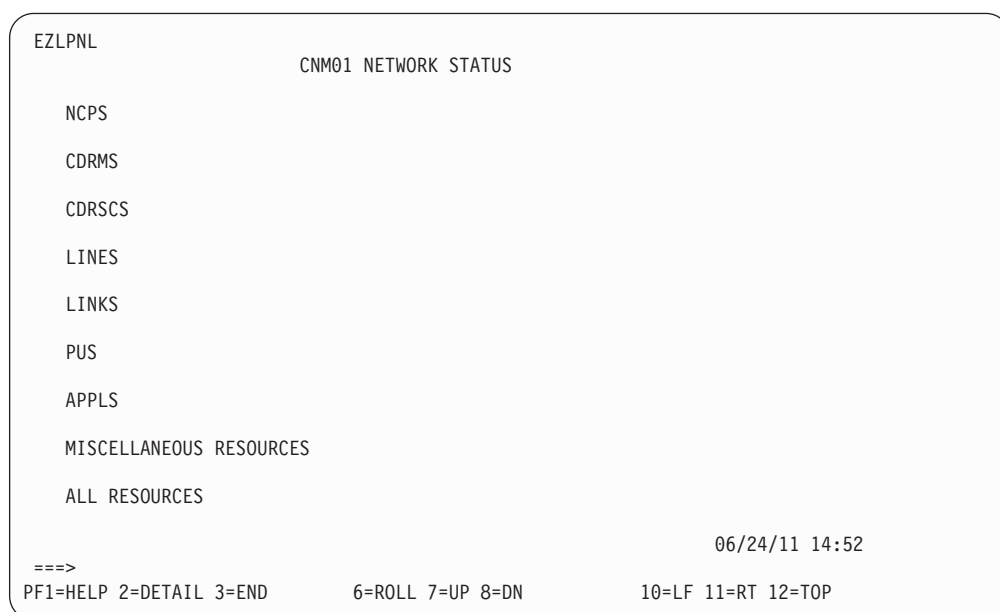 EZLPNL
CNM01 NETWORK STATUS
NCPS
CDRMS
CDRSCS
LINES
LINKS
PUS
APPLS
MISCELLANEOUS RESOURCES
ALL RESOURCES
06/24/11 14:52
===>
PF1=HELP 2=DETAIL 3=END 6=ROLL 7=UP 8=DN 10=LF 11=RT 12=TOP